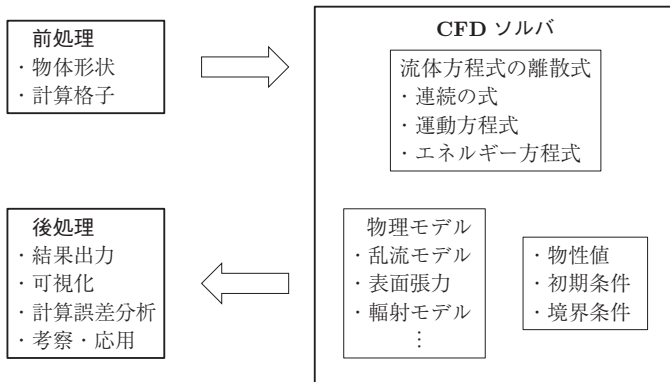 前処理
・物体形状
・計算格子
CFD ソルバ
流体方程式の離散式
・連続の式
・運動方程式
・エネルギー方程式
物理モデル
・乱流モデル
・表面張力
・輻射モデル
⋮
・物性値
・初期条件
・境界条件
後処理
・結果出力
・可視化
・計算誤差分析
・考察・応用